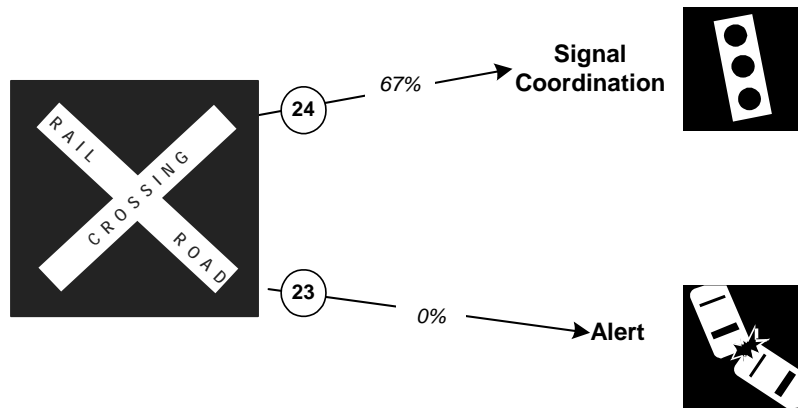 RAIL
CROSSING
ROAD
24
67%
Signal
Coordination
23
0%
Alert